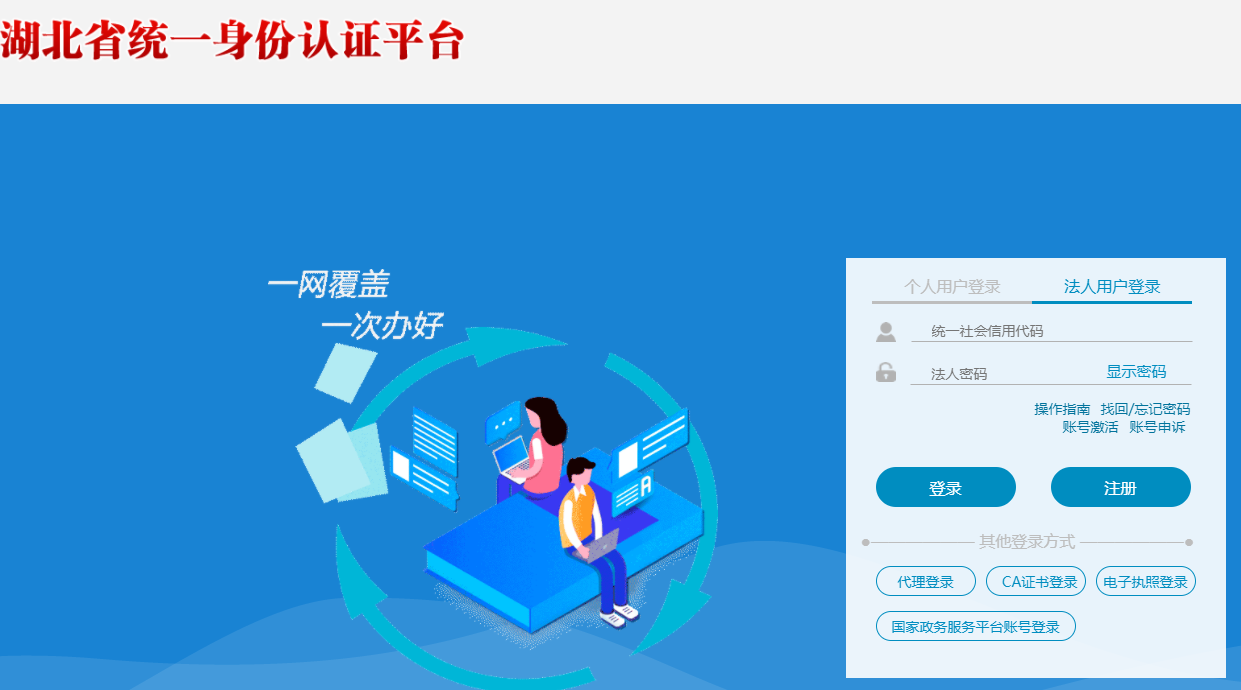 湖北省统一身份认证平台
一网覆盖
一次办好
个人用户登录 法人用户登录
统一社会信用代码
法人密码 显示密码
操作指南 找回/忘记密码
账号激活 账号申诉
登录 注册
其他登录方式
代理登录 CA证书登录 电子执照登录
国家政务服务平台账号登录
A